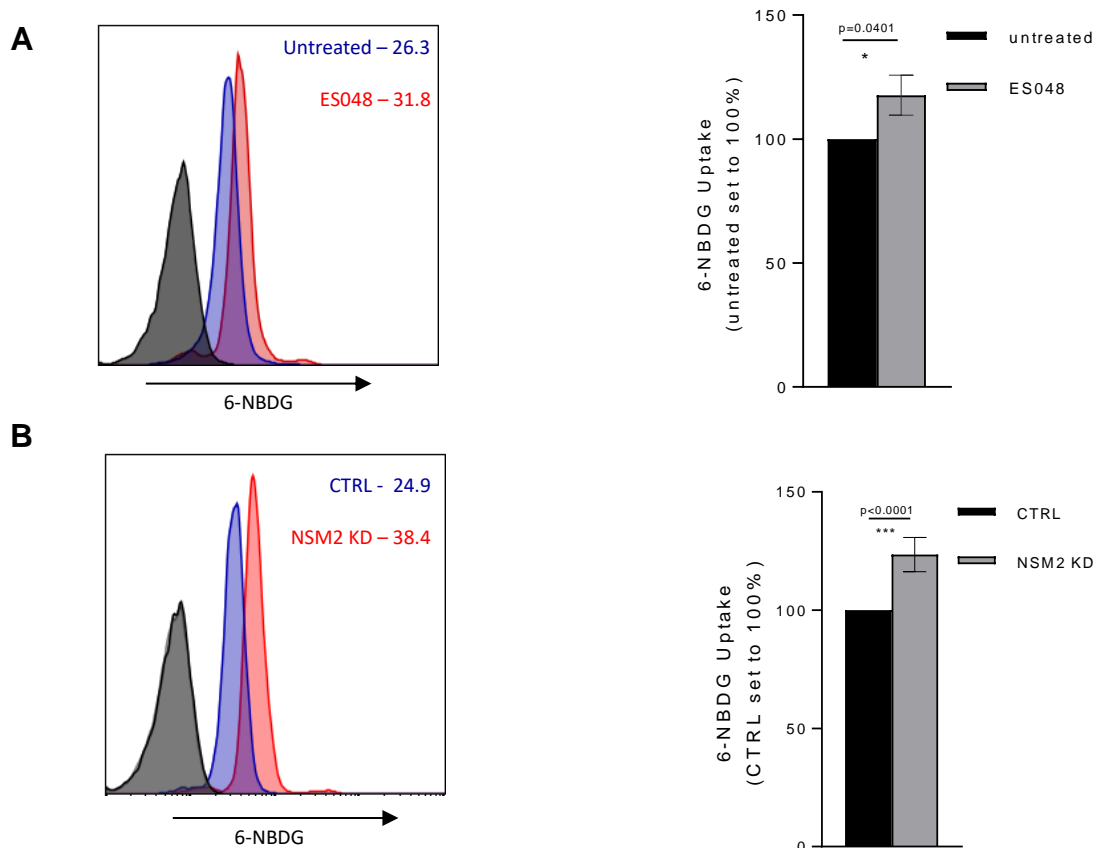 A
Untreated – 26.3
ES048 – 31.8
6-NBDG
6-NBDG Uptake
(untreated set to 100%)
150
100
50
0
p=0.0401
*
untreated
ES048
B
CTRL - 24.9
NSM2 KD – 38.4
6-NBDG
6-NBDG Uptake
(CTRL set to 100%)
150
100
50
0
p<0.0001
***
CTRL
NSM2 KD